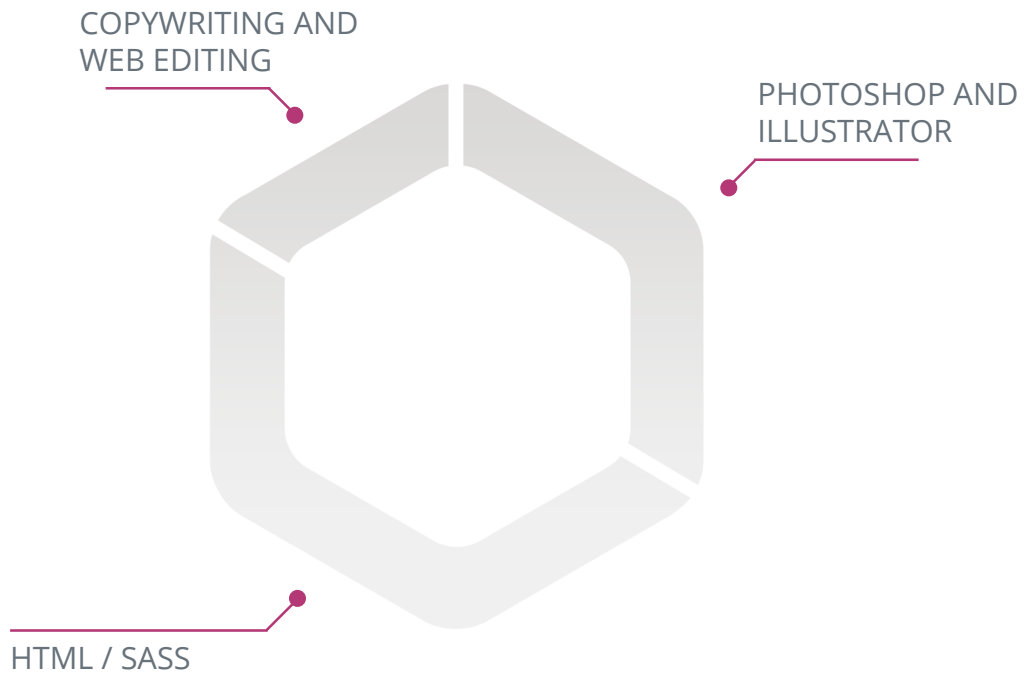 COPYWRITING AND
WEB EDITING
PHOTOSHOP AND
ILLUSTRATOR
HTML / SASS